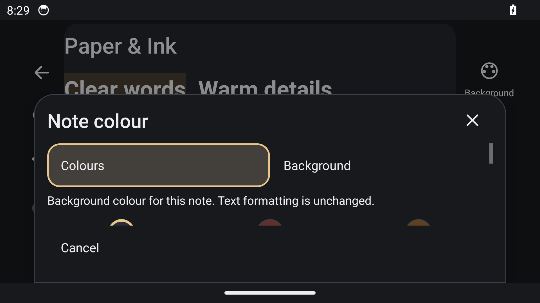 8:29
Paper & Ink
Clear words Warm details
Background
Note colour
Colours
Background
Background colour for this note. Text formatting is unchanged.
Cancel